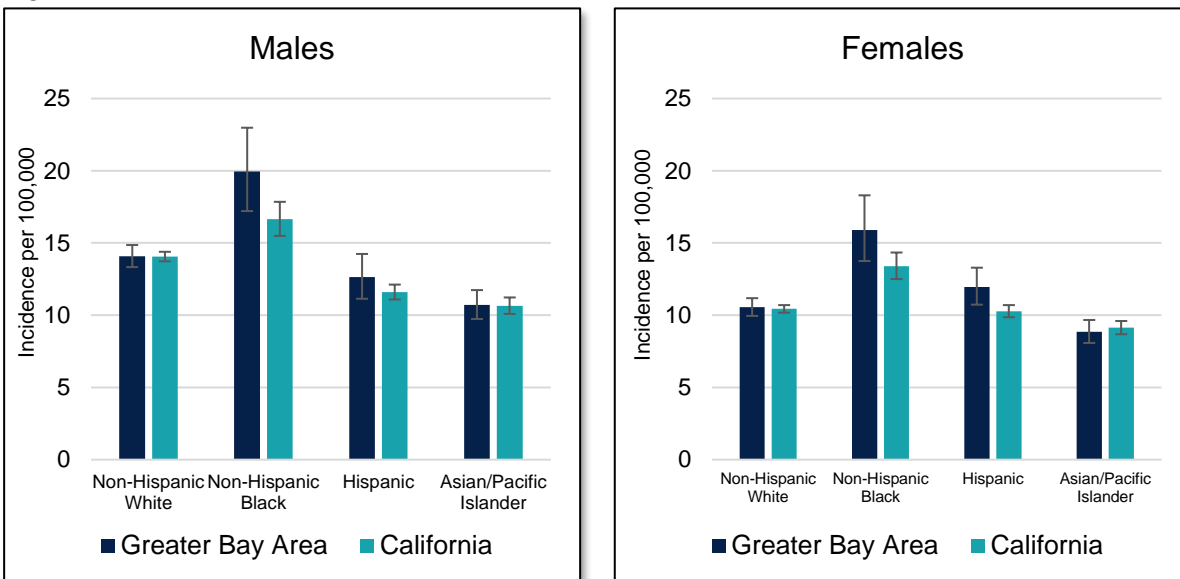 Males
25
20
15
10
5
0
Incidence per 100,000
Non-Hispanic White
Non-Hispanic Black
Hispanic
Asian/Pacific Islander
Greater Bay Area
California
Females
25
20
15
10
5
0
Incidence per 100,000
Non-Hispanic White
Non-Hispanic Black
Hispanic
Asian/Pacific Islander
Greater Bay Area
California